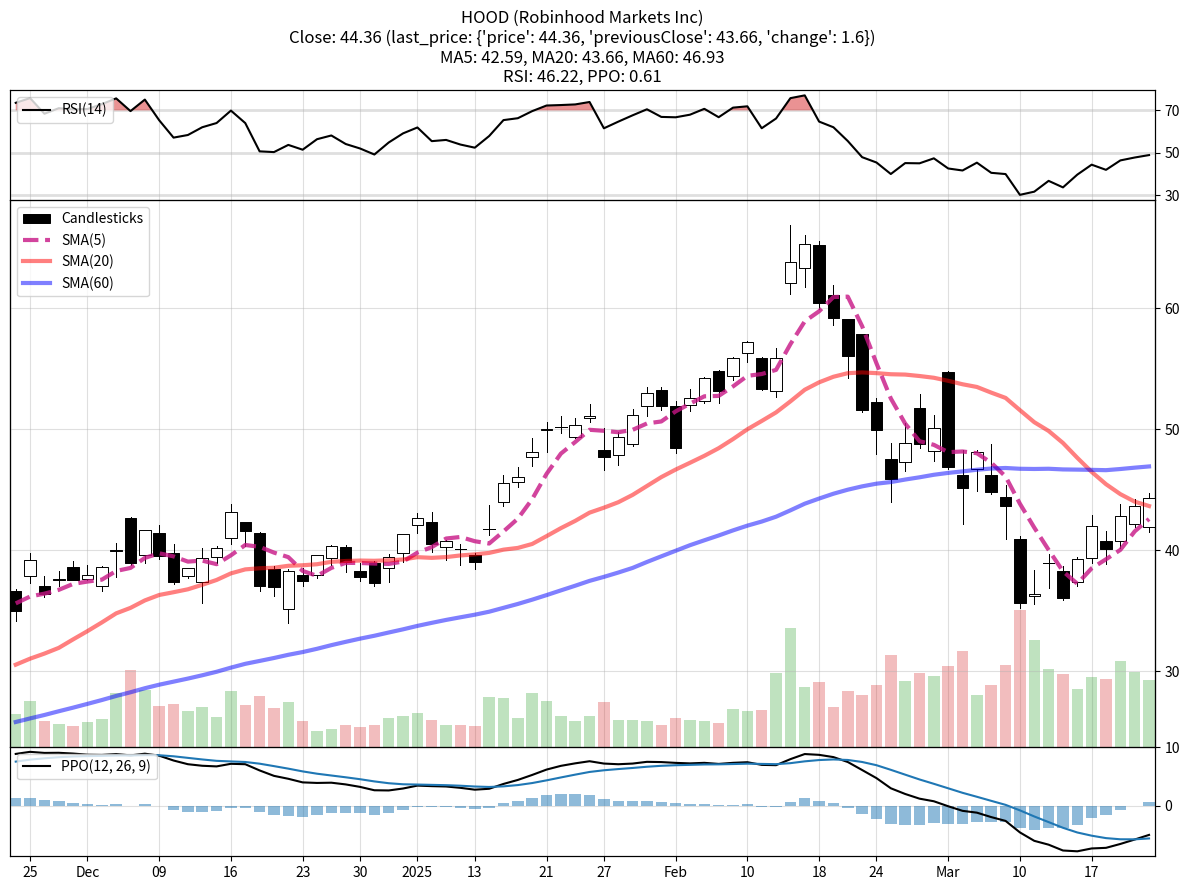 HOOD (Robinhood Markets Inc)
Close: 44.36 (last_price: {'price': 44.36, 'previousClose': 43.66, 'change': 1.6})
MA5: 42.59, MA20: 43.66, MA60: 46.93
RSI: 46.22, PPO: 0.61
RSI(14)
70
50
30
Candlesticks
SMA(5)
SMA(20)
SMA(60)
60
50
40
30
PPO(12, 26, 9)
10
0
25 Dec 09 16 23 30 2025 13 21 27 Feb 10 18 24 Mar 10 17